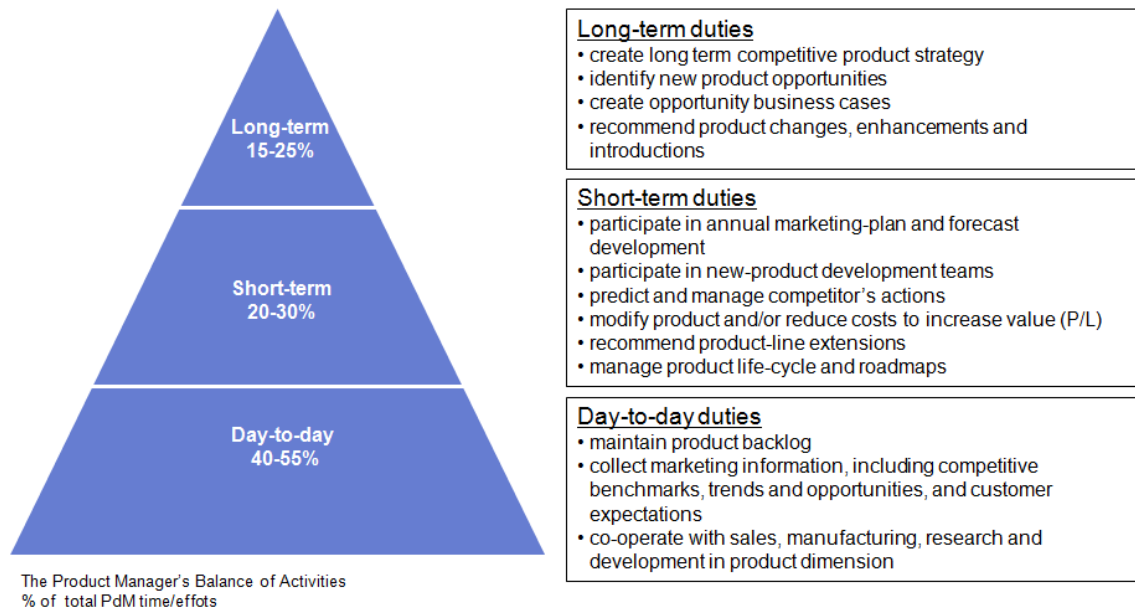 Long-term
15-25%
Short-term
20-30%
Day-to-day
40-55%
The Product Manager's Balance of Activities
% of total PdM time/effots
Long-term duties
• create long term competitive product strategy
• identify new product opportunities
• create opportunity business cases
• recommend product changes, enhancements and
introductions
Short-term duties
• participate in annual marketing-plan and forecast
development
• participate in new-product development teams
• predict and manage competitor's actions
• modify product and/or reduce costs to increase value (P/L)
• recommend product-line extensions
• manage product life-cycle and roadmaps
Day-to-day duties
• maintain product backlog
• collect marketing information, including competitive
benchmarks, trends and opportunities, and customer
expectations
• co-operate with sales, manufacturing, research and
development in product dimension